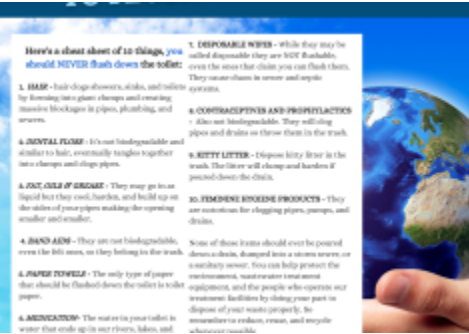 Here's a cheat sheet of 10 things, you
should NEVER flush down the toilet:
1. HAIR - hair clogs showers, sinks, and toilets
by forming into giant clumps and creating
massive blockages in pipes, plumbing, and
sewers.
2. DENTAL FLOSS - It's not biodegradable and
similar to hair, eventually tangles together
into clumps and clogs pipes.
3. FAT, OILS & GREASE - They may go in as
liquid but they cool, harden, and build up on
the sides of your pipes making the opening
smaller and smaller.
4. BAND AIDS - They are not biodegradable,
even the felt ones, so they belong in the trash.
5. PAPER TOWELS - The only type of paper
that should be flushed down the toilet is toilet
paper.
6. MEDICATION- The water in your toilet is
water that ends up in our rivers, lakes, and
7. DISPOSABLE WIPES - While they may be
called disposable they are NOT flushable,
even the ones that claim you can flush them.
They cause chaos in sewer and septic
systems.
8. CONTRACEPTIVES AND PROPHYLACTICS
- Also not biodegradable. They will clog
pipes and drains so throw them in the trash.
9. KITTY LITTER - Dispose kitty litter in the
trash. The litter will clump and harden if
poured down the drain.
10. FEMININE HYGIENE PRODUCTS - They
are notorious for clogging pipes, pumps, and
drains.
None of these items should ever be poured
down a drain, dumped into a storm sewer, or
a sanitary sewer. You can help protect the
environment, wastewater treatment
equipment, and the people who operate our
treatment facilities by doing your part to
dispose of your waste properly. So
remember to reduce, reuse, and recycle
whenever possible.